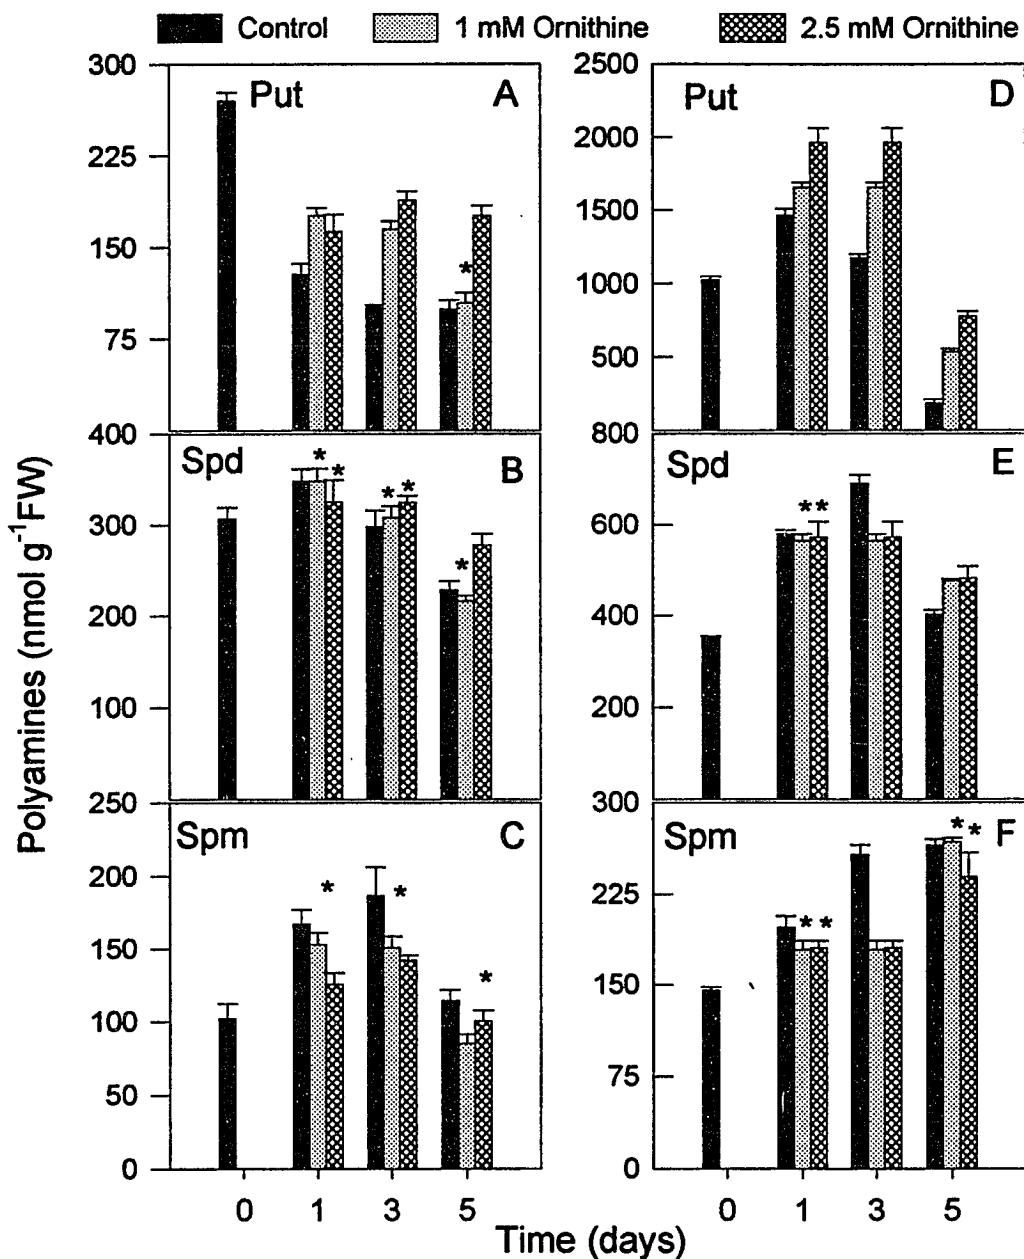 Control 1 mM Ornithine 2.5 mM Ornithine
Polyamines (nmol g⁻¹FW)
300
225
150
75
Put A
*
2500
2000
1500
1000
500
Put D
400
300
200
100
Spd B
* * * * *
800
600
400
200
Spd E
**
250
200
150
100
50
0
Spm C
* * *
300
225
150
75
0
Spm F
* * * *
0 1 3 5
0 1 3 5
Time (days)